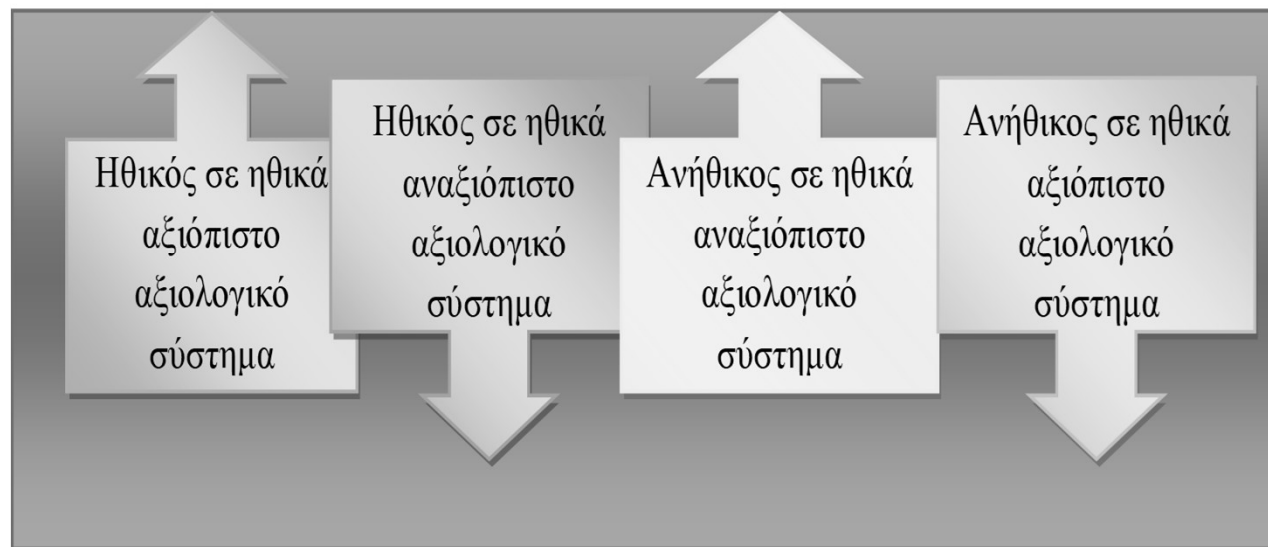 Ηθικός σε ηθικά
αξιόπιστο
αξιολογικό
σύστημα
Ηθικός σε ηθικά
αναξιόπιστο
αξιολογικό
σύστημα
Ανήθικος σε ηθικά
αναξιόπιστο
αξιολογικό
σύστημα
Ανήθικος σε ηθικά
αξιόπιστο
αξιολογικό
σύστημα